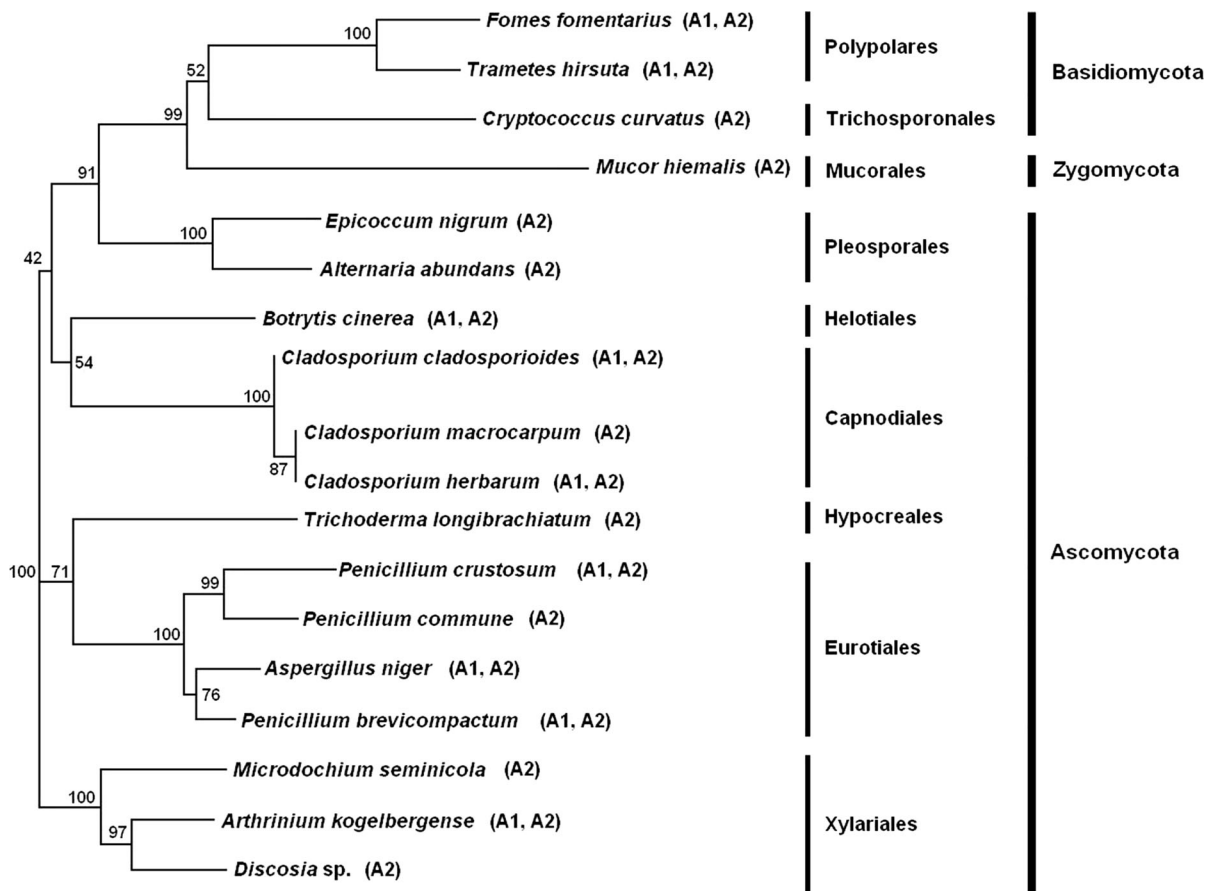 Fomes fomentarius (A1, A2)
100
Polypolares
Trametes hirsuta (A1, A2)
52
Basidiomycota
Cryptococcus curvatus (A2)
Trichosporonales
99
Mucor hiemalis (A2)
Mucorales
Zygomycota
91
Epicoccum nigrum (A2)
100
Pleosporales
Alternaria abundans (A2)
42
Botrytis cinerea (A1, A2)
Helotiales
54
Cladosporium cladosporioides (A1, A2)
100
Capnodiales
Cladosporium macrocarpum (A2)
87
Cladosporium herbarum (A1, A2)
Trichoderma longibrachiatum (A2)
Hypocreales
Ascomycota
100
71
Penicillium crustosum (A1, A2)
99
Penicillium commune (A2)
100
Eurotiales
Aspergillus niger (A1, A2)
76
Penicillium brevicompactum (A1, A2)
Microdochium seminicola (A2)
100
Arthrinium kogelbergense (A1, A2)
Xylariales
97
Discosia sp. (A2)